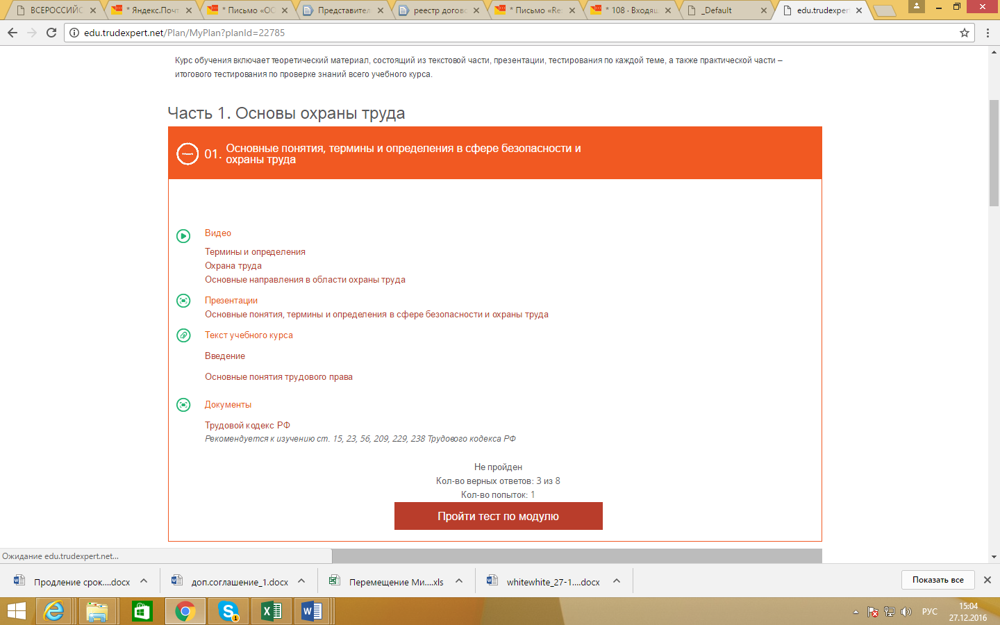 ВСЕРОССИЙС
* Яндекс.Почт
* Письмо «ОС
Представител
реестр догово
* Письмо «Re:
* 108 · Входящ
_Default
edu.trudexper
edu.trudexpert.net/Plan/MyPlan?planId=22785
Курс обучения включает теоретический материал, состоящий из текстовой части, презентации, тестирования по каждой теме, а также практической части –
итогового тестирования по проверке знаний всего учебного курса.
Часть 1. Основы охраны труда
01. Основные понятия, термины и определения в сфере безопасности и
охраны труда
Видео
Термины и определения
Охрана труда
Основные направления в области охраны труда
Презентации
Основные понятия, термины и определения в сфере безопасности и охраны труда
Текст учебного курса
Введение
Основные понятия трудового права
Документы
Трудовой кодекс РФ
Рекомендуется к изучению ст. 15, 23, 56, 209, 229, 238 Трудового кодекса РФ
Не пройден
Кол-во верных ответов: 3 из 8
Кол-во попыток: 1
Пройти тест по модулю
Ожидание edu.trudexpert.net...
Продление срок....docx
доп.соглашение_1.docx
Перемещение Ми....xls
whitewhite_27-1....docx
Показать все
1
РУС
15:04
27.12.2016